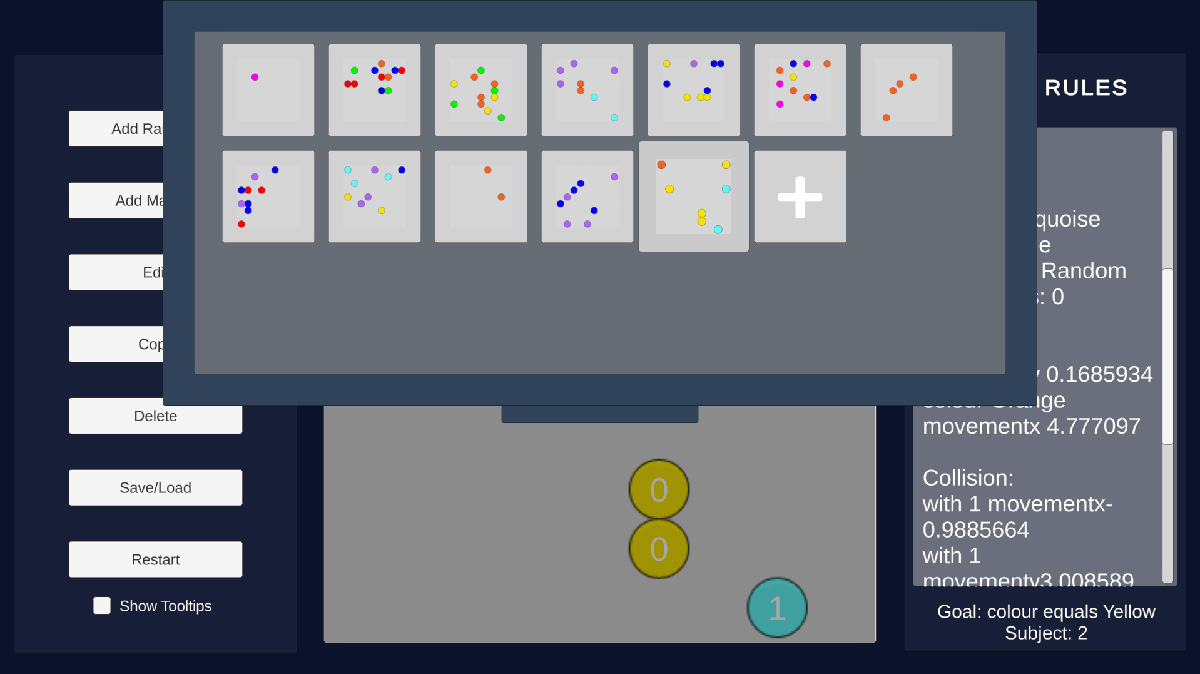 RULES
Add Ra
Add Ma
Edi
Cop
Delete
Save/Load
Restart
Show Tooltips
0
0
1
quoise
e
Random
: 0
0.1685934
movementx 4.777097
Collision:
with 1 movementx-
0.9885664
with 1
movementy3.008589
Goal: colour equals Yellow
Subject: 2